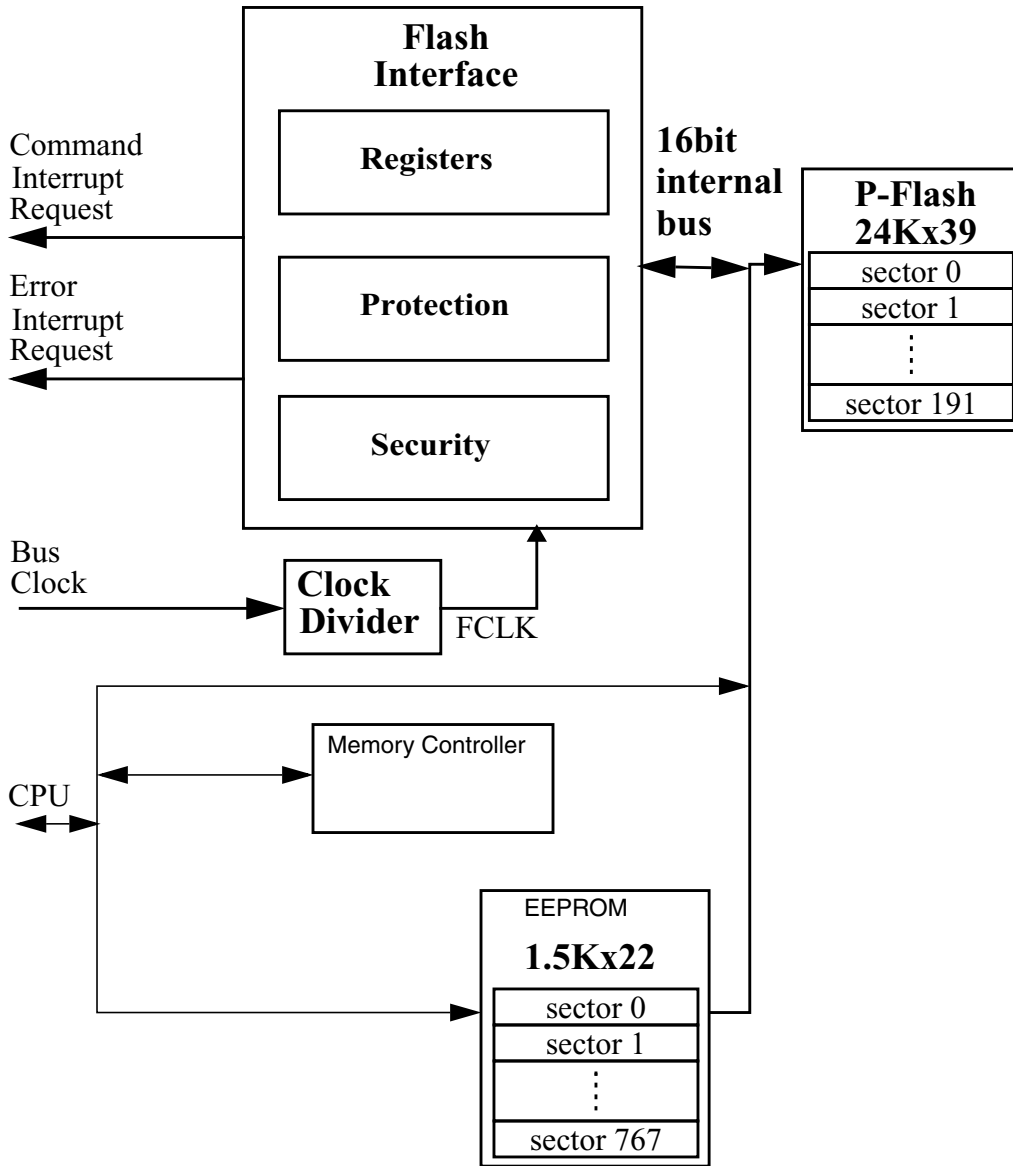 Flash
Interface
Registers
Protection
Security
Command
Interrupt
Request
Error
Interrupt
Request
16bit
internal
bus
P-Flash
24Kx39
sector 0
sector 1
sector 191
Bus
Clock
Clock
Divider
FCLK
Memory Controller
CPU
EEPROM
1.5Kx22
sector 0
sector 1
sector 767